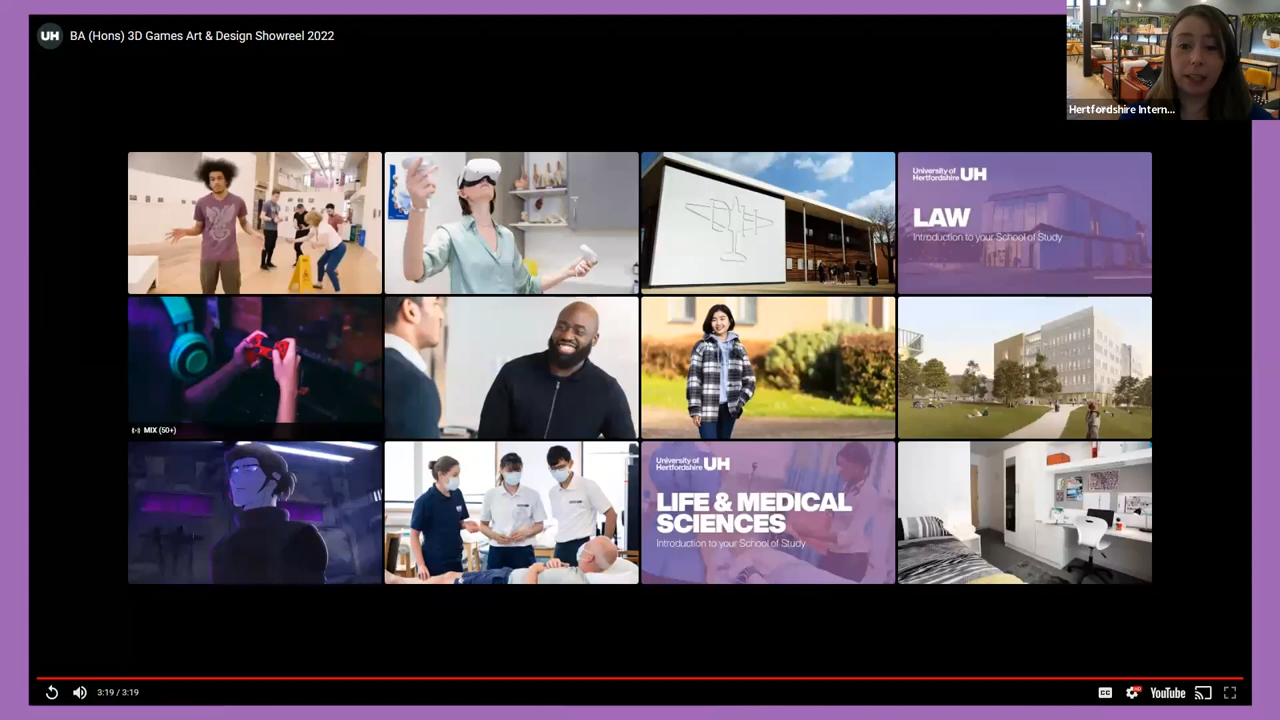 UH BA (Hons) 3D Games Art & Design Showreel 2022
Hertfordshire Intern...
University of Hertfordshire UH
LAW
Introduction to your School of Study
MIX (50+)
University of Hertfordshire UH
LIFE & MEDICAL
SCIENCES
Introduction to your School of Study
3:19 / 3:19
CC
HD
YouTube